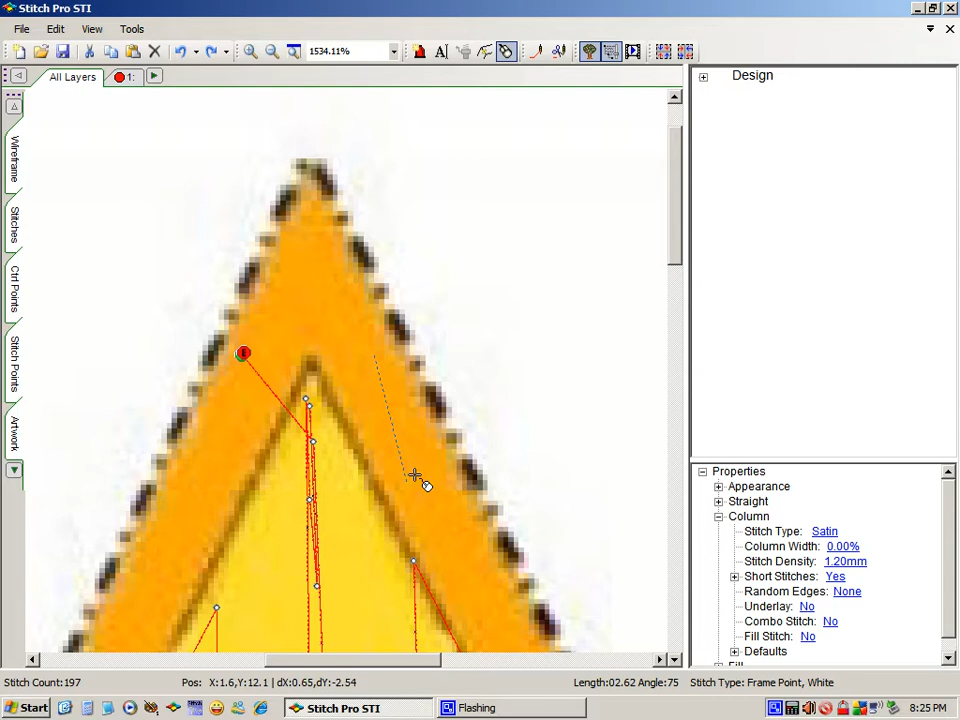 Stitch Pro STI
File Edit View Tools
1534.11%
All Layers 1:
Wireframe
Stitches
Ctrl Points
Stitch Points
Artwork
Design
Properties
Appearance
Straight
Column
Stitch Type: Satin
Column Width: 0.00%
Stitch Density: 1.20mm
Short Stitches: Yes
Random Edges: None
Underlay: No
Combo Stitch: No
Fill Stitch: No
Defaults
Stitch Count:197 Pos: X:1.6,Y:12.1 | dX:0.65,dY:-2.54 Length:02.62 Angle:75 Stitch Type: Frame Point, White
Start Stitch Pro STI Flashing 8:25 PM